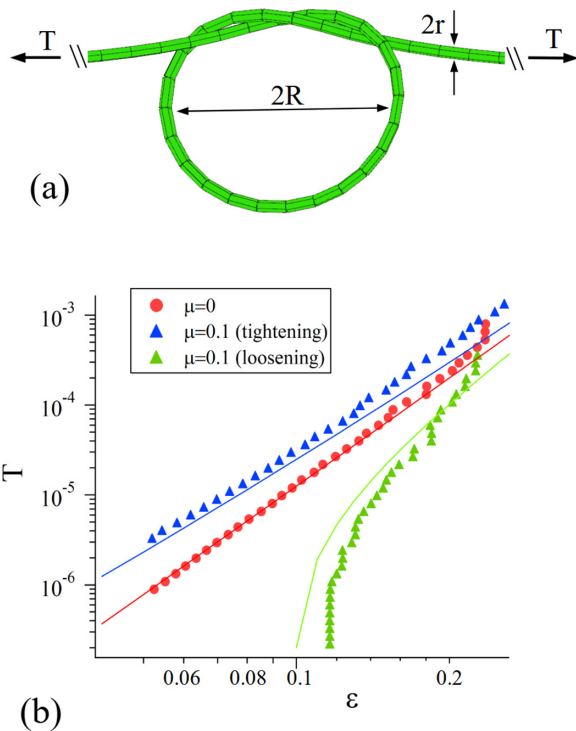 T
2r
T
2R
(a)
μ=0
μ=0.1 (tightening)
μ=0.1 (loosening)
10⁻³
10⁻⁴
10⁻⁵
10⁻⁶
T
0.06
0.08
0.1
0.2
ε
(b)